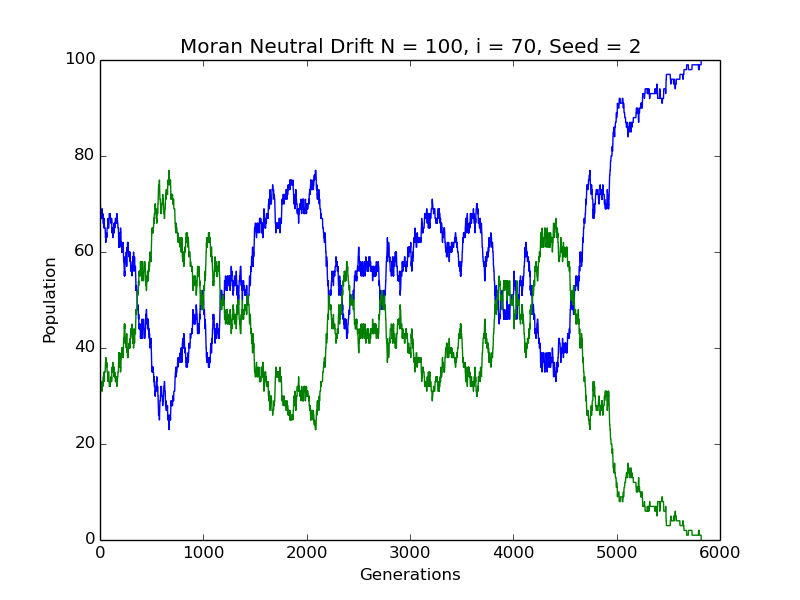 Moran Neutral Drift N = 100, i = 70, Seed = 2
100
80
60
40
20
0
Population
0 1000 2000 3000 4000 5000 6000
Generations